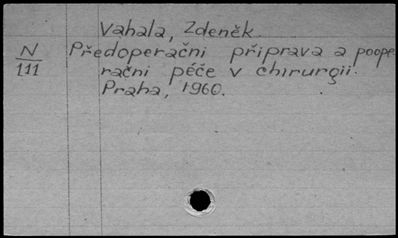 Vahala, Zdeněk.
N Předoperační příprava a poope
111 rační péče v chirurgii.
Praha, 1960.